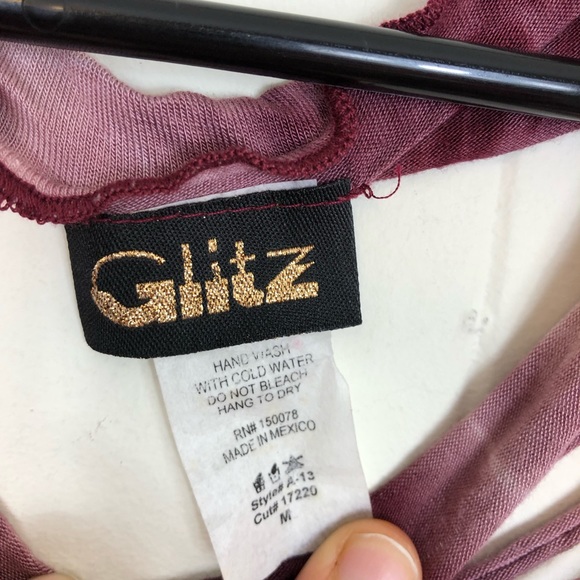 Glitz
HAND WASH
WITH COLD WATER
DO NOT BLEACH
HANG TO DRY
RN# 150078
MADE IN MEXICO
Style# A-13
Cut# 17220
M